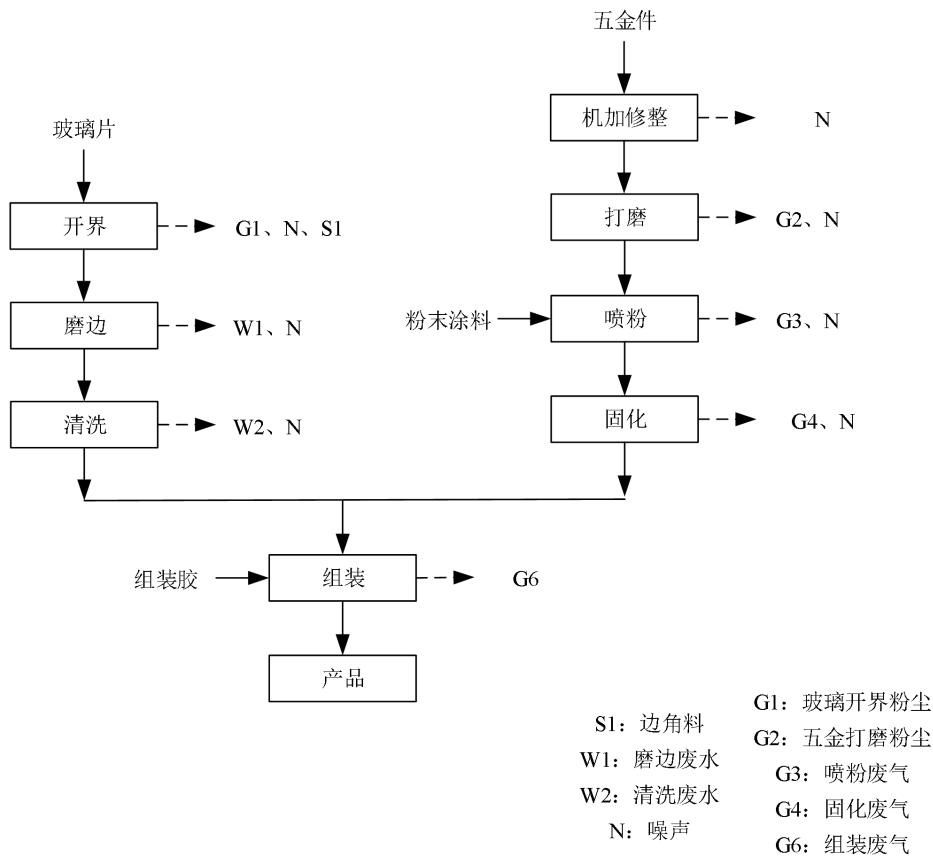 五金件
机加修整
N
玻璃片
开界
G1、N、S1
打磨
G2、N
磨边
W1、N
粉末涂料
喷粉
G3、N
清洗
W2、N
固化
G4、N
组装胶
组装
G6
产品
S1：边角料
W1：磨边废水
W2：清洗废水
N：噪声
G1：玻璃开界粉尘
G2：五金打磨粉尘
G3：喷粉废气
G4：固化废气
G6：组装废气